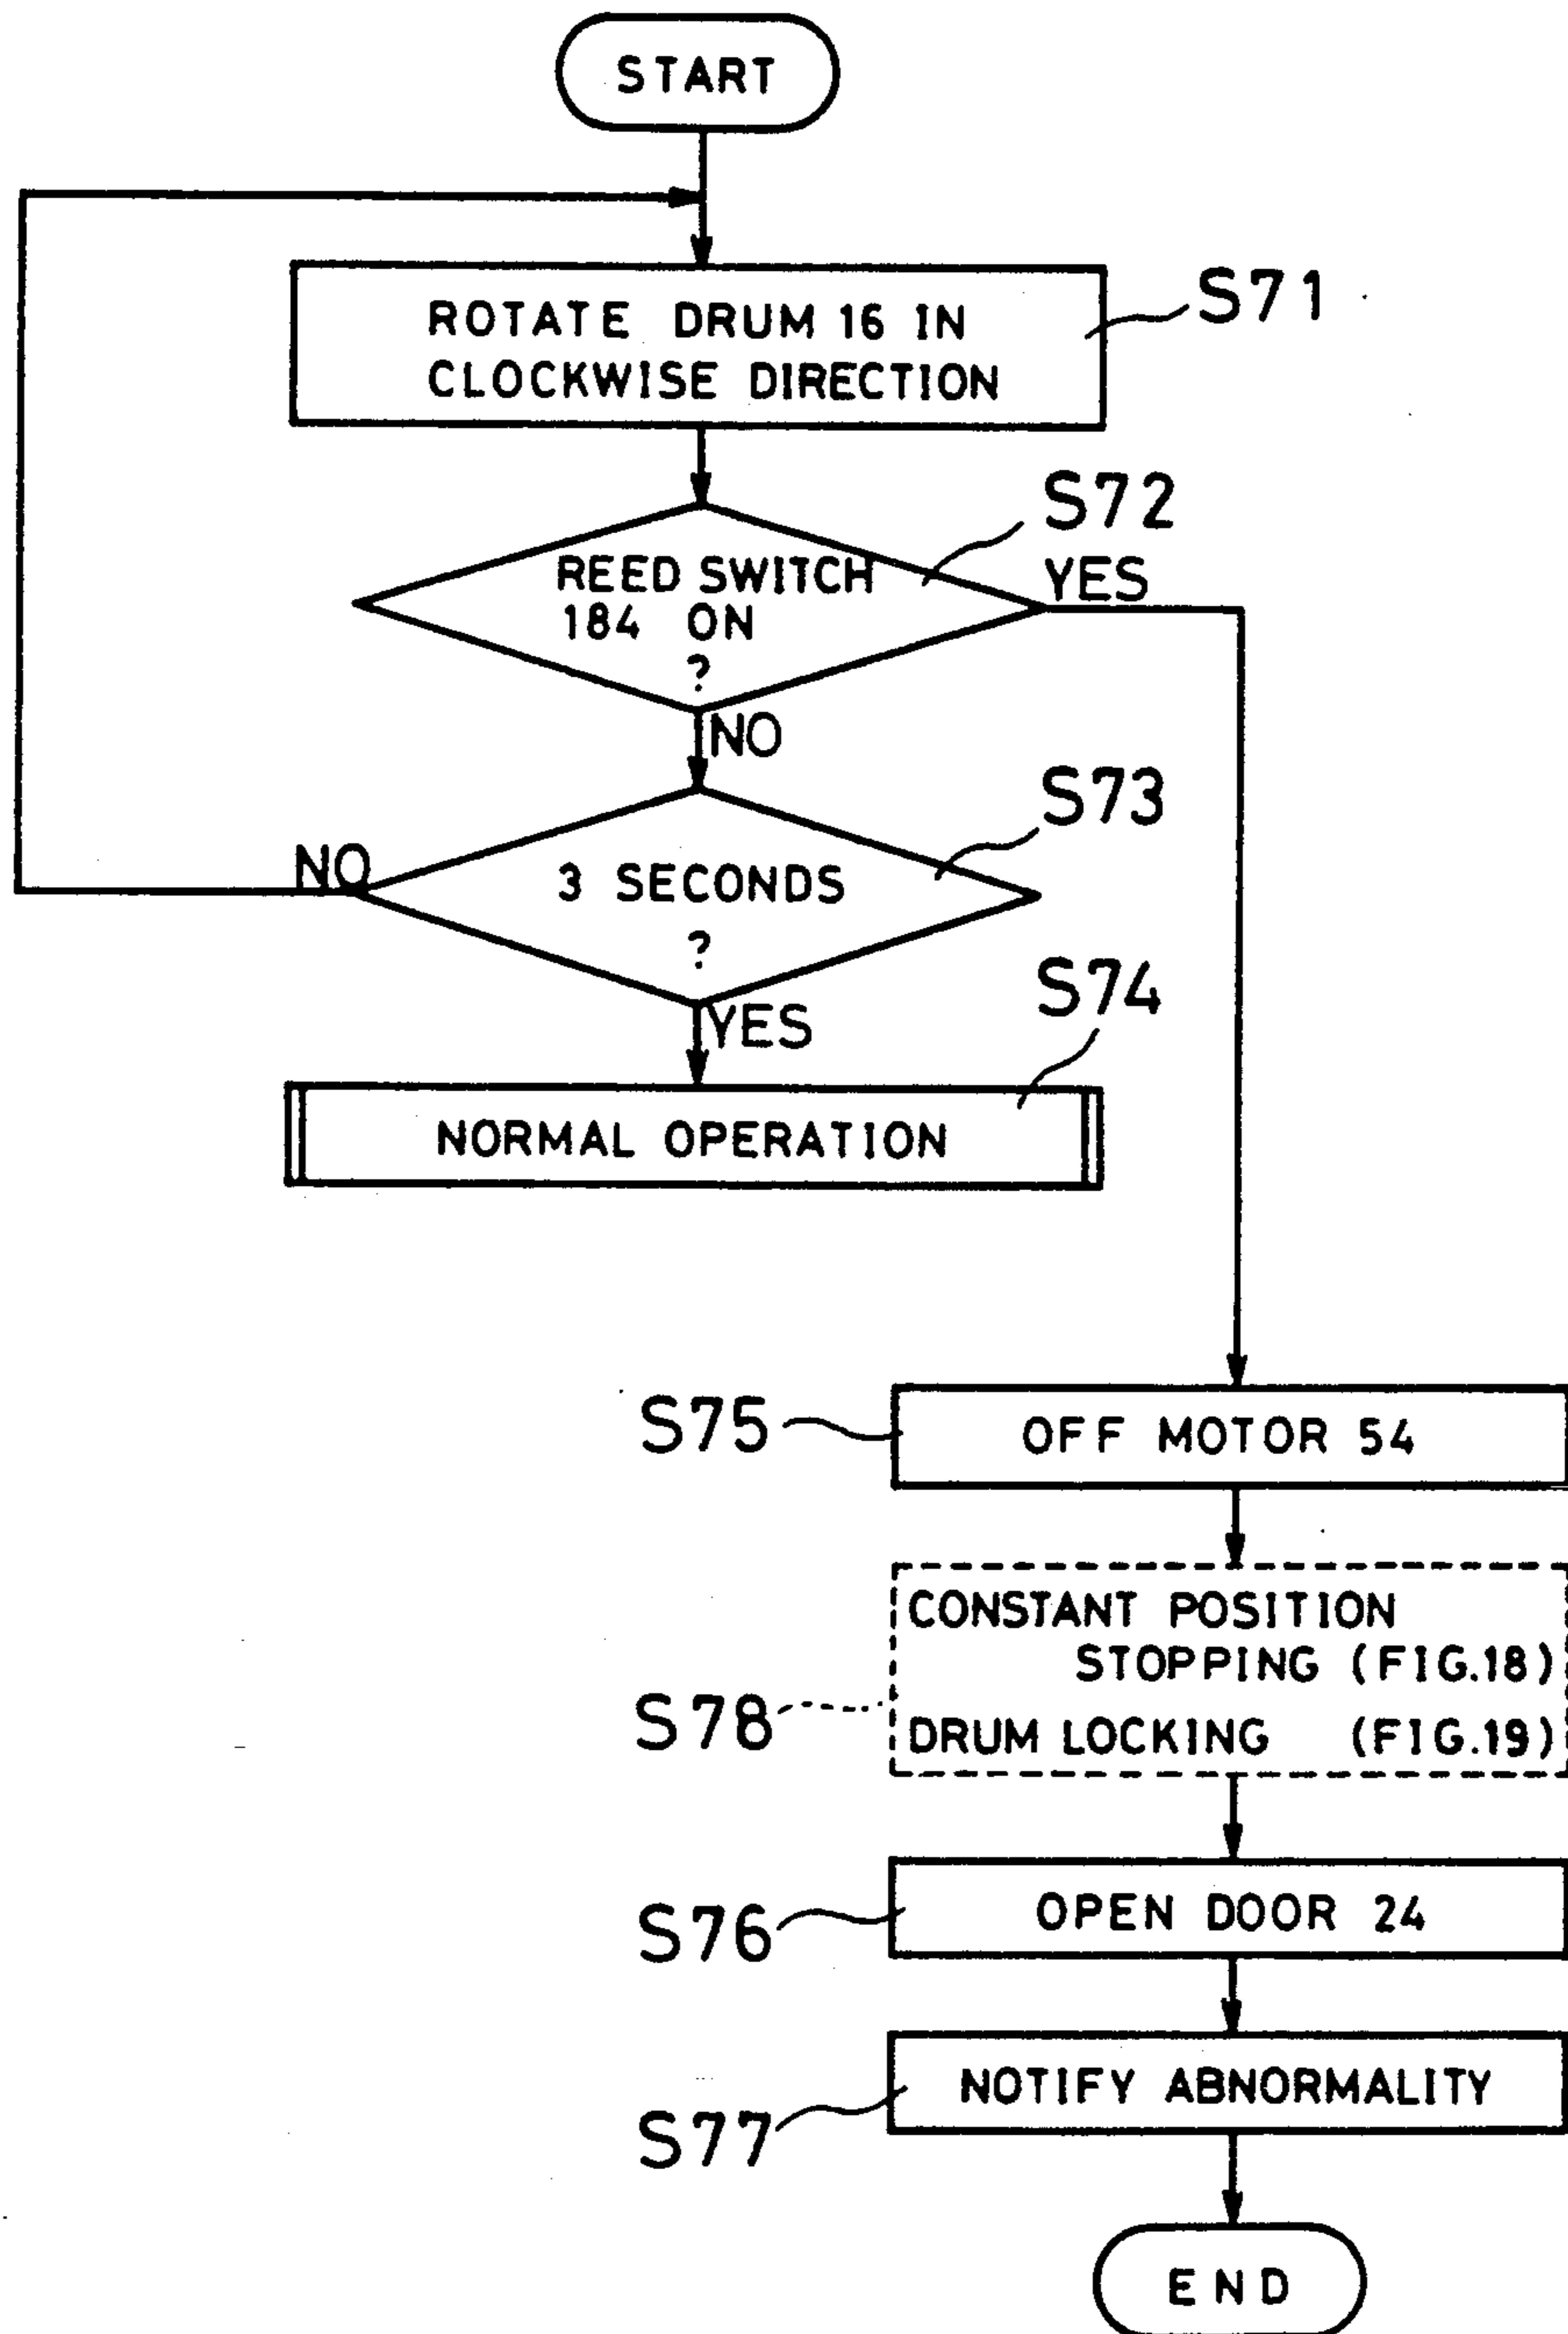 START
ROTATE DRUM 16 IN
CLOCKWISE DIRECTION
S71
S72
REED SWITCH
184 ON
?
YES
NO
S73
3 SECONDS
?
NO
YES
S74
NORMAL OPERATION
S75
OFF MOTOR 54
CONSTANT POSITION
STOPPING (FIG.18)
S78
DRUM LOCKING (FIG.19)
S76
OPEN DOOR 24
S77
NOTIFY ABNORMALITY
END